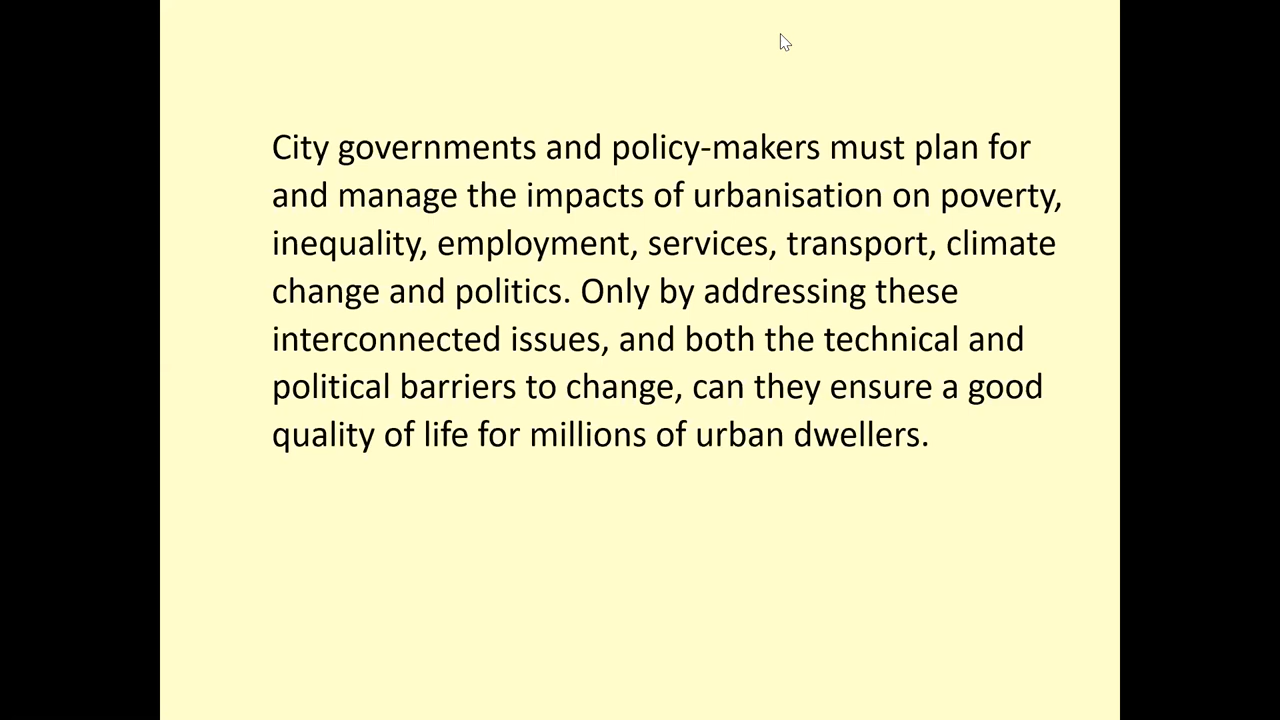 City governments and policy-makers must plan for
and manage the impacts of urbanisation on poverty,
inequality, employment, services, transport, climate
change and politics. Only by addressing these
interconnected issues, and both the technical and
political barriers to change, can they ensure a good
quality of life for millions of urban dwellers.